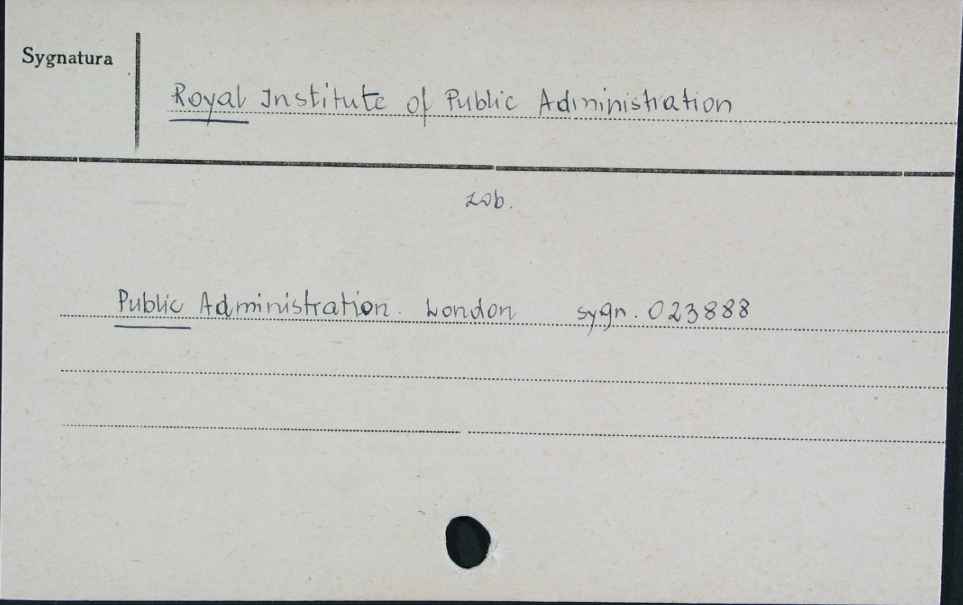 Sygnatura
Royal Institute of Public Administration
zob.
Public Administration. London sygn. 023888